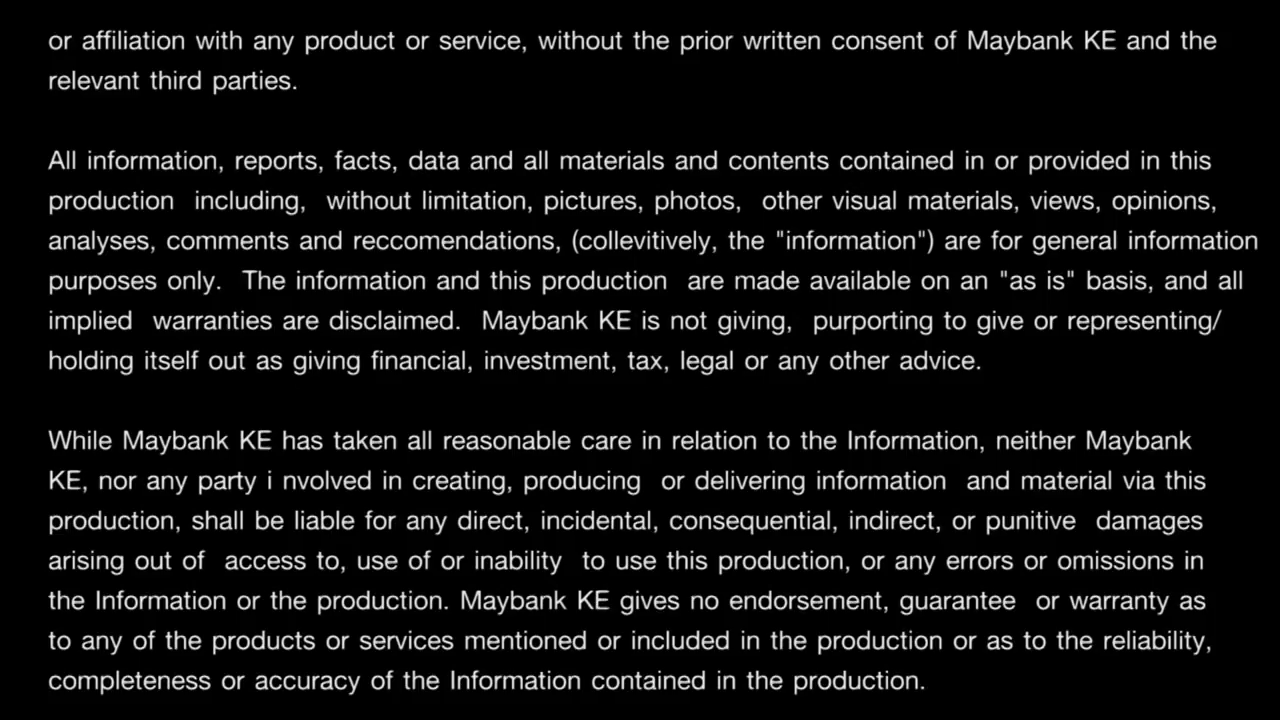 or affiliation with any product or service, without the prior written consent of Maybank KE and the
relevant third parties.
All information, reports, facts, data and all materials and contents contained in or provided in this
production including, without limitation, pictures, photos, other visual materials, views, opinions,
analyses, comments and reccomendations, (collevitively, the "information") are for general information
purposes only. The information and this production are made available on an "as is" basis, and all
implied warranties are disclaimed. Maybank KE is not giving, purporting to give or representing/
holding itself out as giving financial, investment, tax, legal or any other advice.
While Maybank KE has taken all reasonable care in relation to the Information, neither Maybank
KE, nor any party i nvolved in creating, producing or delivering information and material via this
production, shall be liable for any direct, incidental, consequential, indirect, or punitive damages
arising out of access to, use of or inability to use this production, or any errors or omissions in
the Information or the production. Maybank KE gives no endorsement, guarantee or warranty as
to any of the products or services mentioned or included in the production or as to the reliability,
completeness or accuracy of the Information contained in the production.